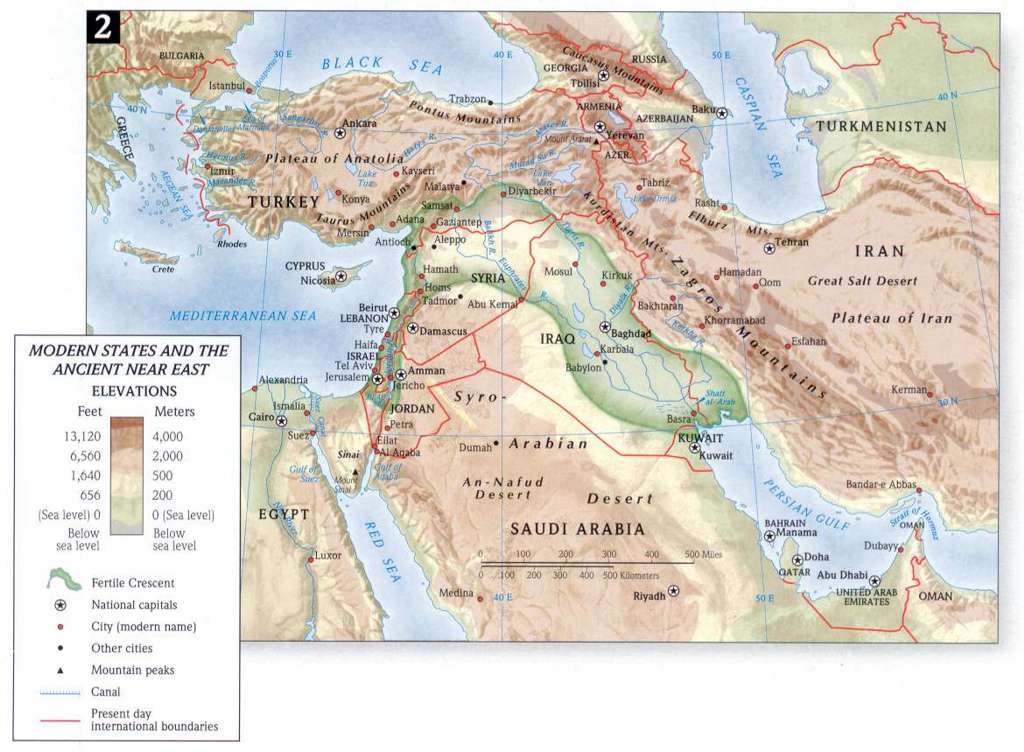 2
BULGARIA
30 E
BLACK SEA
40 E
Caucasus Mountains
RUSSIA
GEORGIA
Tbilisi
50 E
CASPIAN SEA
40 N
TURKMENISTAN
Istanbul
Bosporus
40 N
GREECE
Trabzon
Pontus Mountains
ARMENIA
Yerevan
Mount Ararat
AZERBAIJAN
AZER.
Baku
Ankara
Plateau of Anatolia
Izmir
AEGEAN SEA
Lake Tuz
Kayseri
Konya
TURKEY
Taurus Mountains
Malatya
Samsat
Diyarbekir
Murat Su R.
Lake Van
Tabriz
Lake Urmia
Rasht
Elburz Mts.
Tehran
Rhodes
Mersin
Adana
Gaziantep
Antioch
Aleppo
Balikh R.
Tigris R.
Kurdistan Mts.
Crete
CYPRUS
Nicosia
Hamath
SYRIA
Euphrates R.
Mosul
Kirkuk
Diyala R.
Zagros Mountains
Hamadan
Qom
IRAN
Great Salt Desert
Plateau of Iran
Homs
Tadmor
Abu Kemal
Bakhtaran
Khorramabad
Kerkha R.
MEDITERRANEAN SEA
Beirut
LEBANON
Tyre
Damascus
IRAQ
Baghdad
Karbala
Babylon
Esfahan
Haifa
ISRAEL
Tel Aviv
Jerusalem
Amman
Jericho
JORDAN
Petra
Eilat
Al Aqaba
Alexandria
Ismalia
Cairo
Suez
Suez Canal
Sinai
Mount Sinai
Gulf of Suez
Gulf of Aqaba
Syro-
Arabian
Desert
Dumah
Shatt al-Arab
Basra
KUWAIT
Kuwait
Kerman
30 N
An-Nafud
Desert
EGYPT
Luxor
RED SEA
SAUDI ARABIA
Medina
Riyadh
PERSIAN GULF
Bandar-e Abbas
Strait of Hormuz
OMAN
BAHRAIN
Manama
Doha
QATAR
Dubayy
Abu Dhabi
UNITED ARAB
EMIRATES
OMAN
0 100 200 300 400 500 Miles
0 100 200 300 400 500 Kilometers
40 E
50 E
MODERN STATES AND THE
ANCIENT NEAR EAST
ELEVATIONS
Feet Meters
13,120 4,000
6,560 2,000
1,640 500
656 200
(Sea level) 0 0 (Sea level)
Below Below
sea level sea level
Fertile Crescent
National capitals
City (modern name)
Other cities
Mountain peaks
Canal
Present day
international boundaries